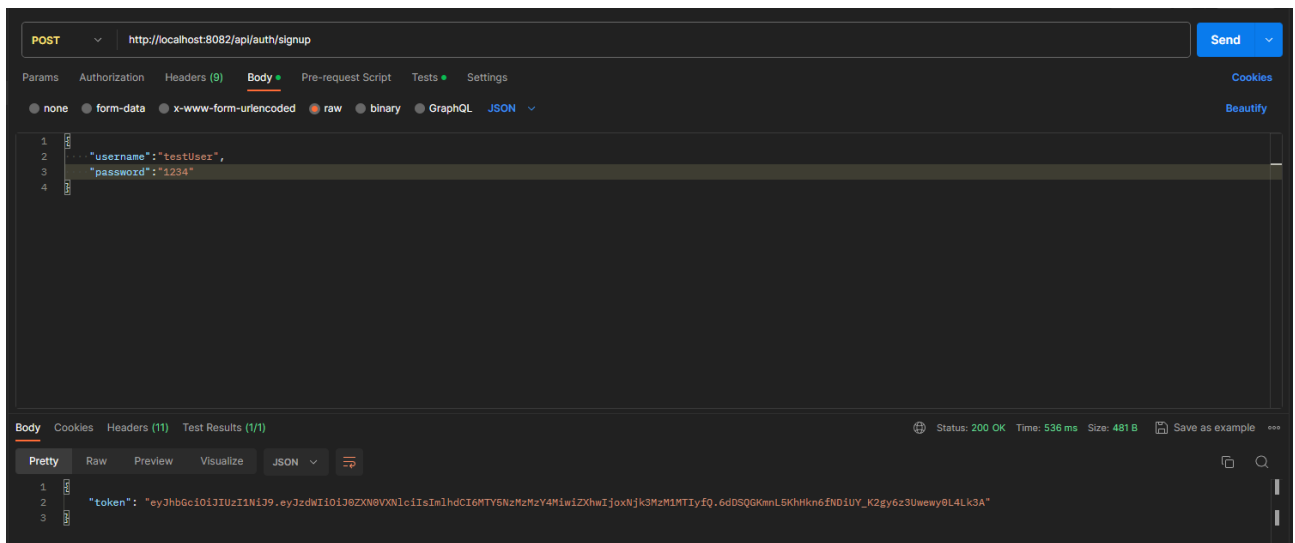 POST http://localhost:8082/api/auth/signup Send
Params Authorization Headers (9) Body Pre-request Script Tests Settings Cookies
none form-data x-www-form-urlencoded raw binary GraphQL JSON Beautify
1 {
2 "username":"testUser",
3 "password":"1234"
4 }
Body Cookies Headers (11) Test Results (1/1) Status: 200 OK Time: 536 ms Size: 481 B Save as example
Pretty Raw Preview Visualize JSON
1 {
2 "token": "eyJhbGciOiJIUzI1NiJ9.eyJzdWIiOiJ0ZXN0VXNlciIsImlhdCI6MTY5NzMzMzY4MiwiZXhwIjoxNjk3MzM1MTIyfQ.6dDSQGKmnL5KhHkn6fNDiUY_K2gy6z3Uwewy0L4Lk3A"
3 }